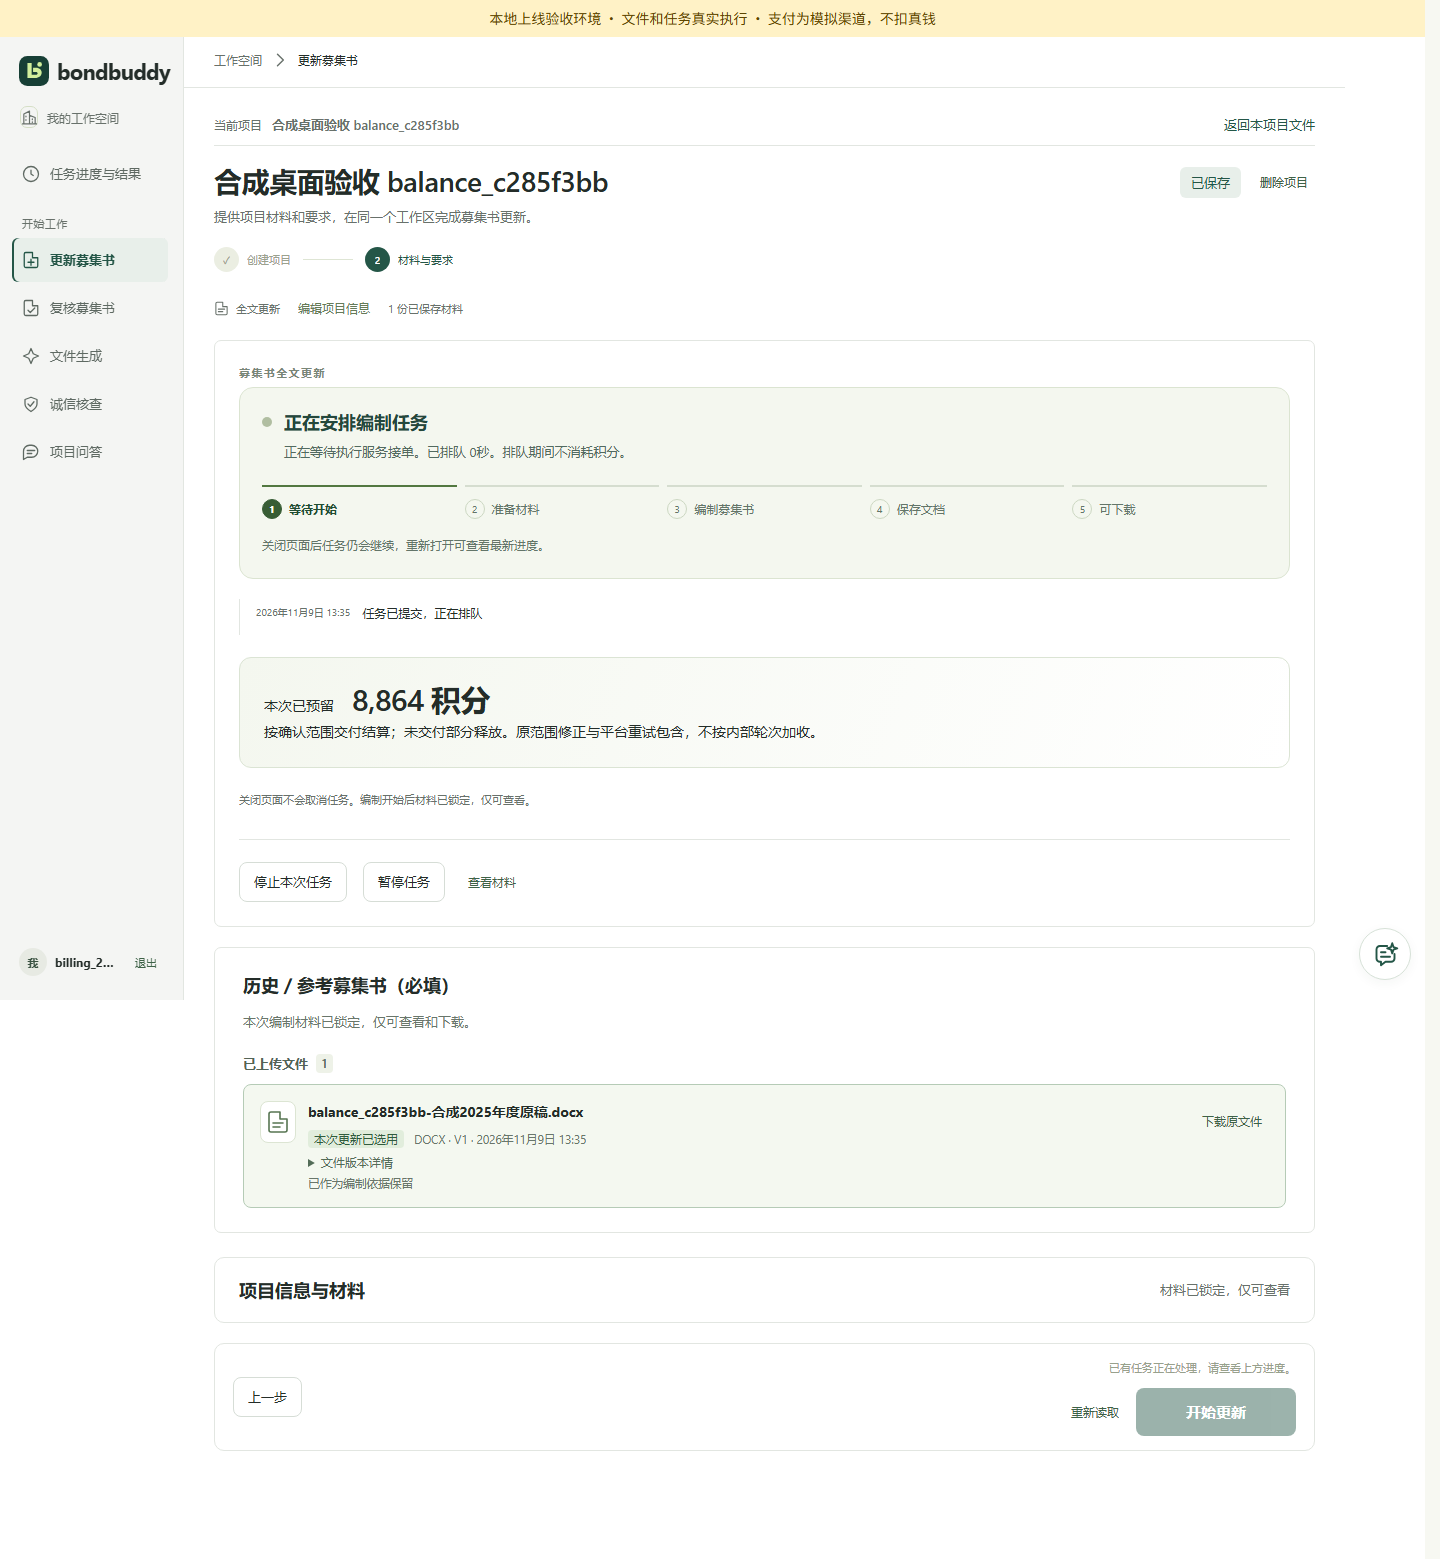 本地上线验收环境 · 文件和任务真实执行 · 支付为模拟渠道，不扣真钱
bondbuddy
我的工作空间
任务进度与结果
开始工作
更新募集书
复核募集书
文件生成
诚信核查
项目问答
我 billing_2... 退出
工作空间 > 更新募集书
当前项目 合成桌面验收 balance_c285f3bb
返回本项目文件
合成桌面验收 balance_c285f3bb
已保存 删除项目
提供项目材料和要求，在同一个工作区完成募集书更新。
✓ 创建项目 2 材料与要求
全文更新 编辑项目信息 1 份已保存材料
募集书全文更新
正在安排编制任务
正在等待执行服务接单。已排队 0秒。排队期间不消耗积分。
1 等待开始 2 准备材料 3 编制募集书 4 保存文档 5 可下载
关闭页面后任务仍会继续，重新打开可查看最新进度。
2026年11月9日 13:35 任务已提交，正在排队
本次已预留 8,864 积分
按确认范围交付结算；未交付部分释放。原范围修正与平台重试包含，不按内部轮次加收。
关闭页面不会取消任务。编制开始后材料已锁定，仅可查看。
停止本次任务 暂停任务 查看材料
历史 / 参考募集书（必填）
本次编制材料已锁定，仅可查看和下载。
已上传文件 1
balance_c285f3bb-合成2025年度原稿.docx
本次更新已选用 DOCX · V1 · 2026年11月9日 13:35
下载原文件
▶ 文件版本详情
已作为编制依据保留
项目信息与材料
材料已锁定，仅可查看
已有任务正在处理，请查看上方进度。
上一步 重新读取 开始更新